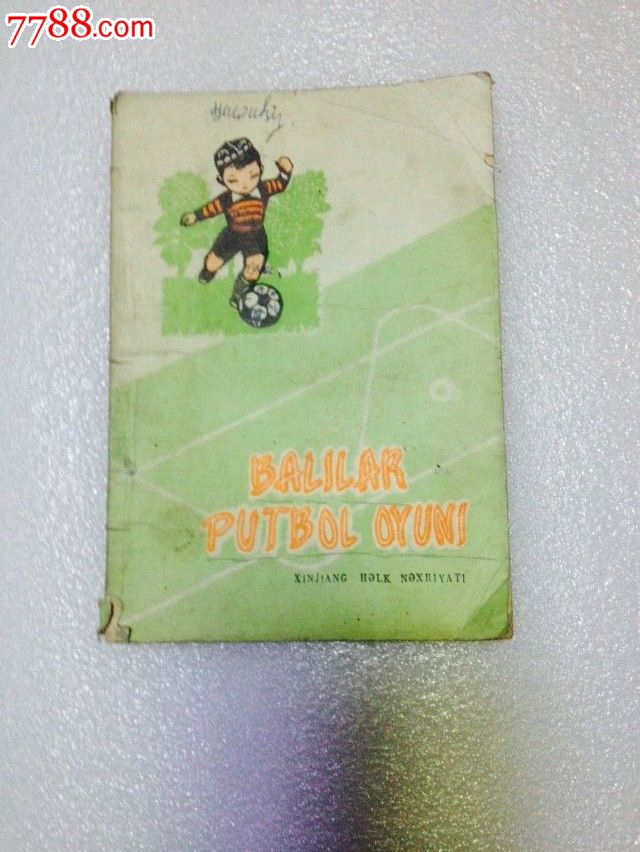 7788.com
BALILAR
PUTBOL OYUNI
XINJIANG HƏLK NƏXRIYATI